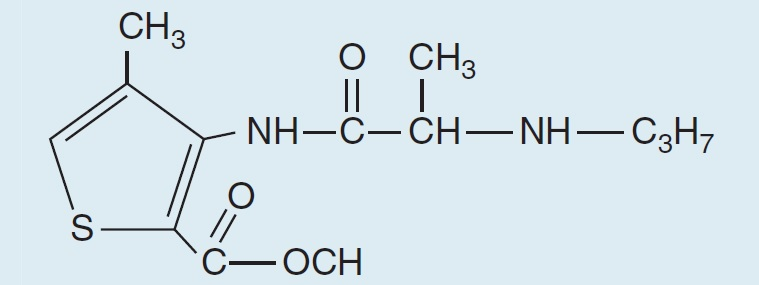 CH₃
O CH₃
NH—C—CH—NH—C₃H₇
O
S
C—OCH